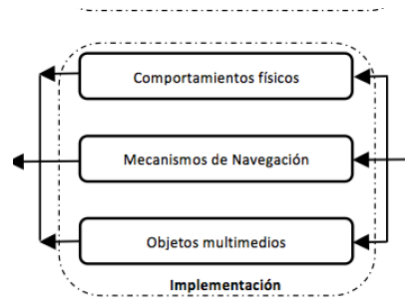 Comportamientos físicos
Mecanismos de Navegación
Objetos multimedios
Implementación